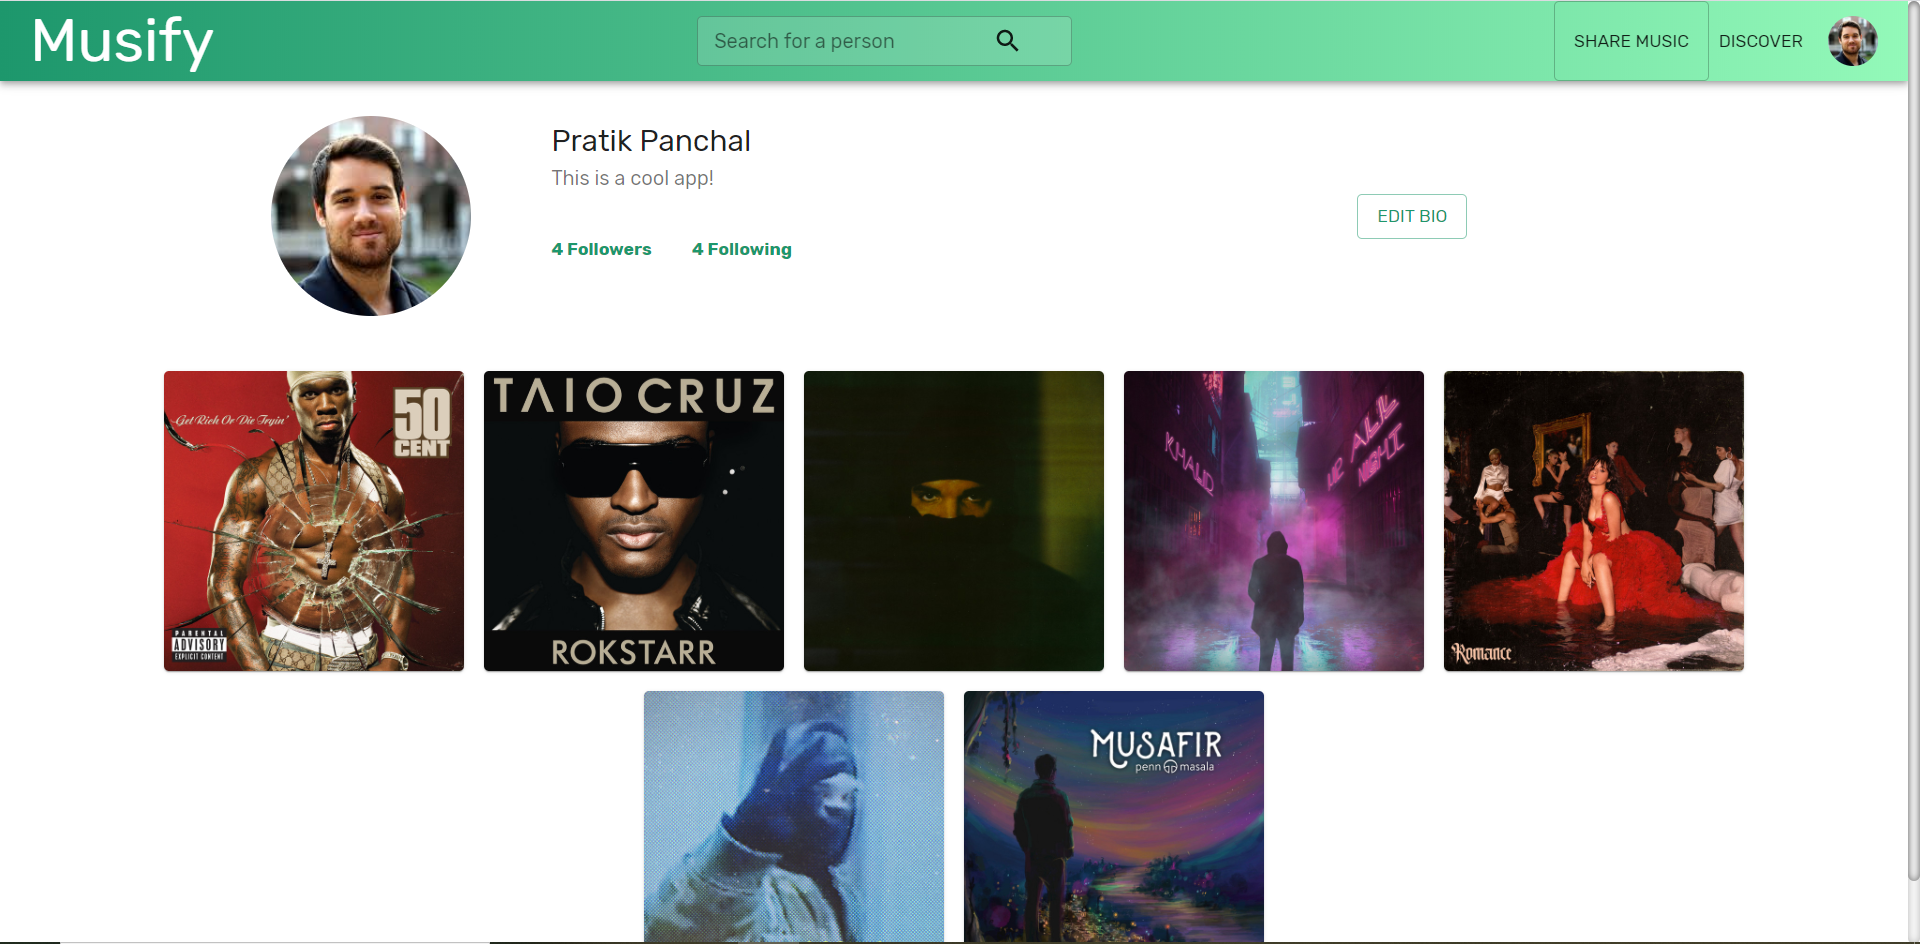 Musify
Search for a person
SHARE MUSIC
DISCOVER
Pratik Panchal
This is a cool app!
EDIT BIO
4 Followers
4 Following
Get Rich Or Die Tryin'
50
CENT
PARENTAL
ADVISORY
EXPLICIT CONTENT
TAIO CRUZ
ROKSTARR
KHALID
UP ALL
NIGHT
Romance
MUSAFIR
penn masala